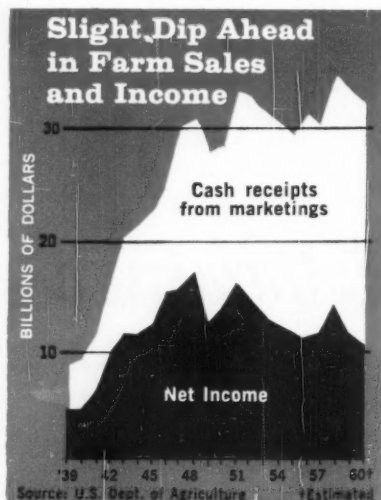 Slight Dip Ahead
in Farm Sales
and Income
30
Cash receipts
from marketings
BILLIONS OF DOLLARS
20
10
Net Income
'39 42 45 48 51 54 57 60†
Source: U.S. Dept. of Agriculture †Estimated